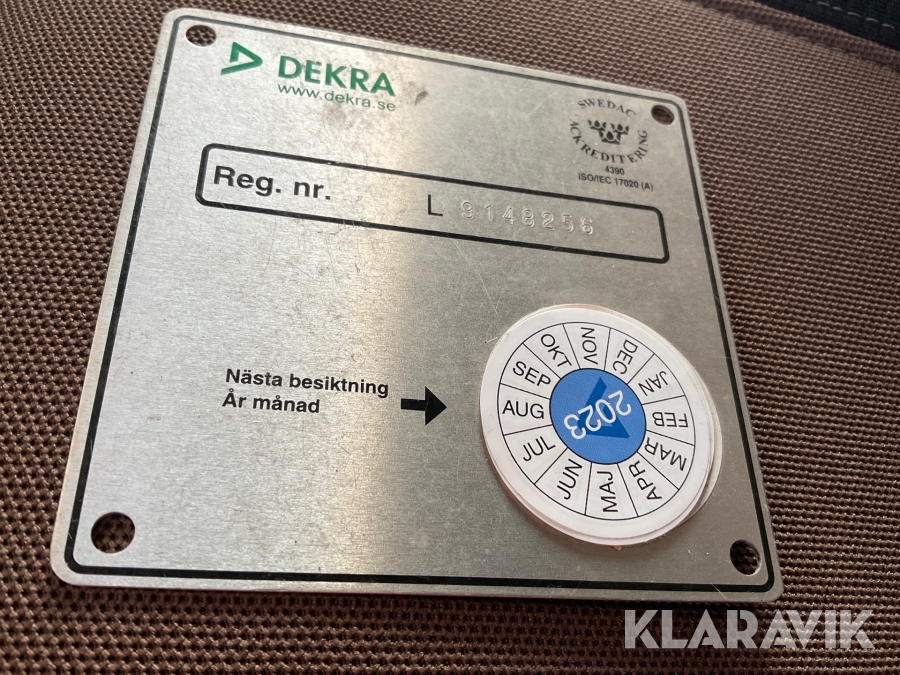 DEKRA
www.dekra.se
SWEDAC
ACKREDITERING
4390
ISO/IEC 17020 (A)
Reg. nr. L 9148256
Nästa besiktning
År månad
JAN
FEB
MAR
APR
MAJ
JUN
JUL
AUG
SEP
OKT
NOV
DEC
2023
KLARAVIK